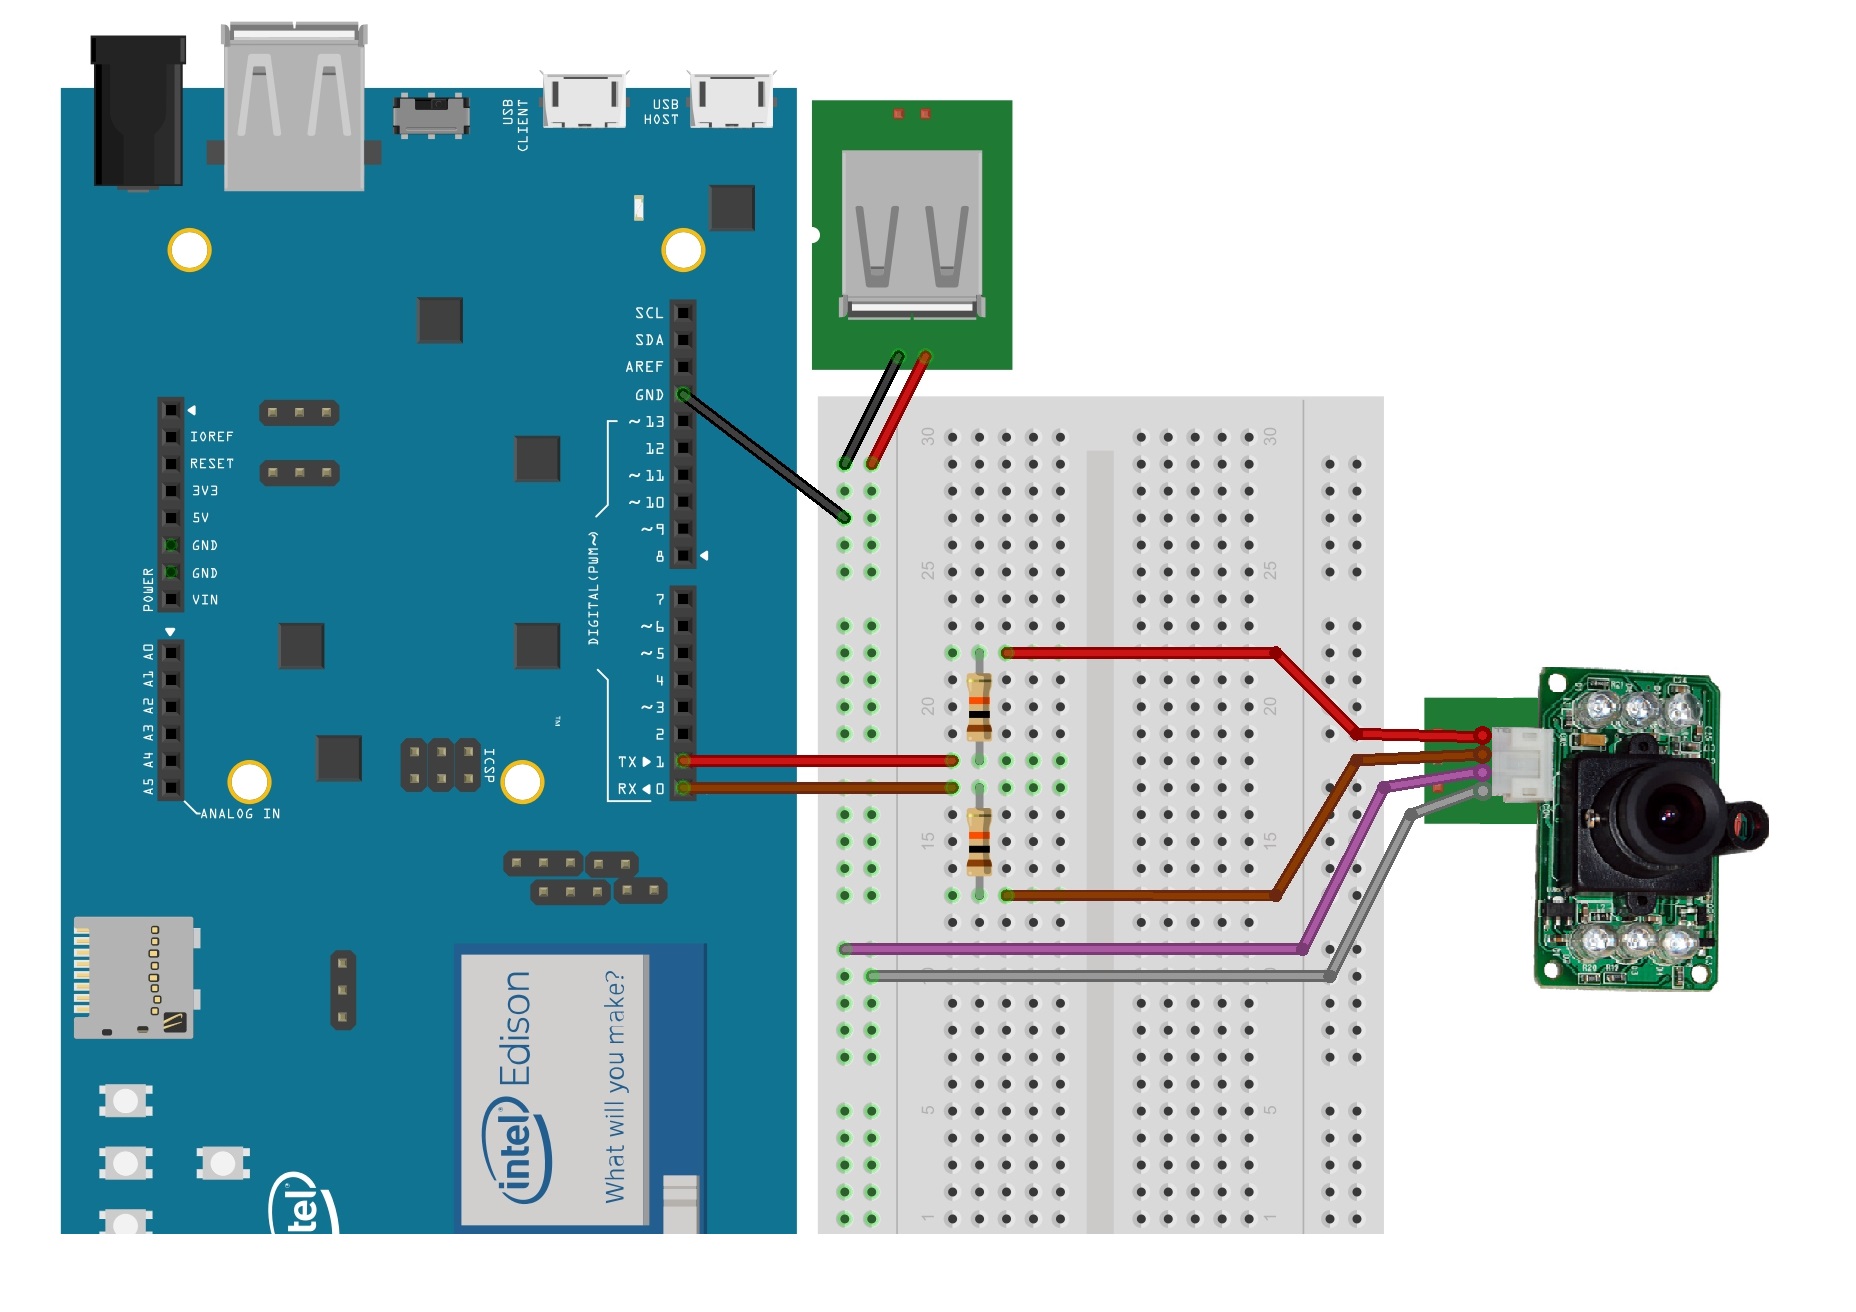 USB
CLIENT
USB
HOST
SCL
SDA
AREF
GND
~13
12
~11
~10
~9
8
DIGITAL(PWM~)
7
~6
~5
4
~3
2
TX▶1
RX◀0
IOREF
RESET
3V3
5V
GND
GND
VIN
POWER
A0
A1
A2
A3
A4
A5
ANALOG IN
ICSP
TM
intel® Edison
What will you make?
tel
30
25
20
15
5
1
30
25
20
15
5
1